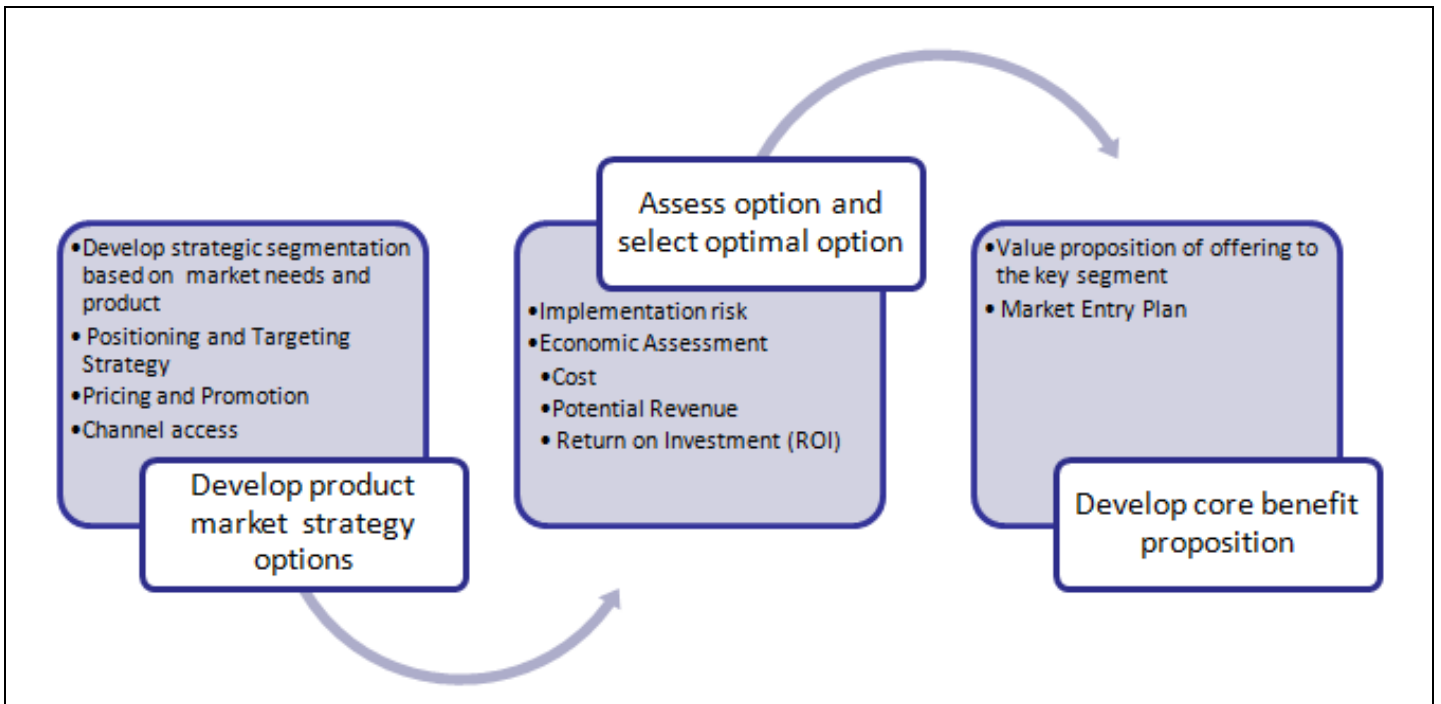 •Develop strategic segmentation
based on market needs and
product
• Positioning and Targeting
Strategy
•Pricing and Promotion
•Channel access
Develop product
market strategy
options
Assess option and
select optimal option
•Implementation risk
•Economic Assessment
•Cost
•Potential Revenue
• Return on Investment (ROI)
•Value proposition of offering to
the key segment
• Market Entry Plan
Develop core benefit
proposition